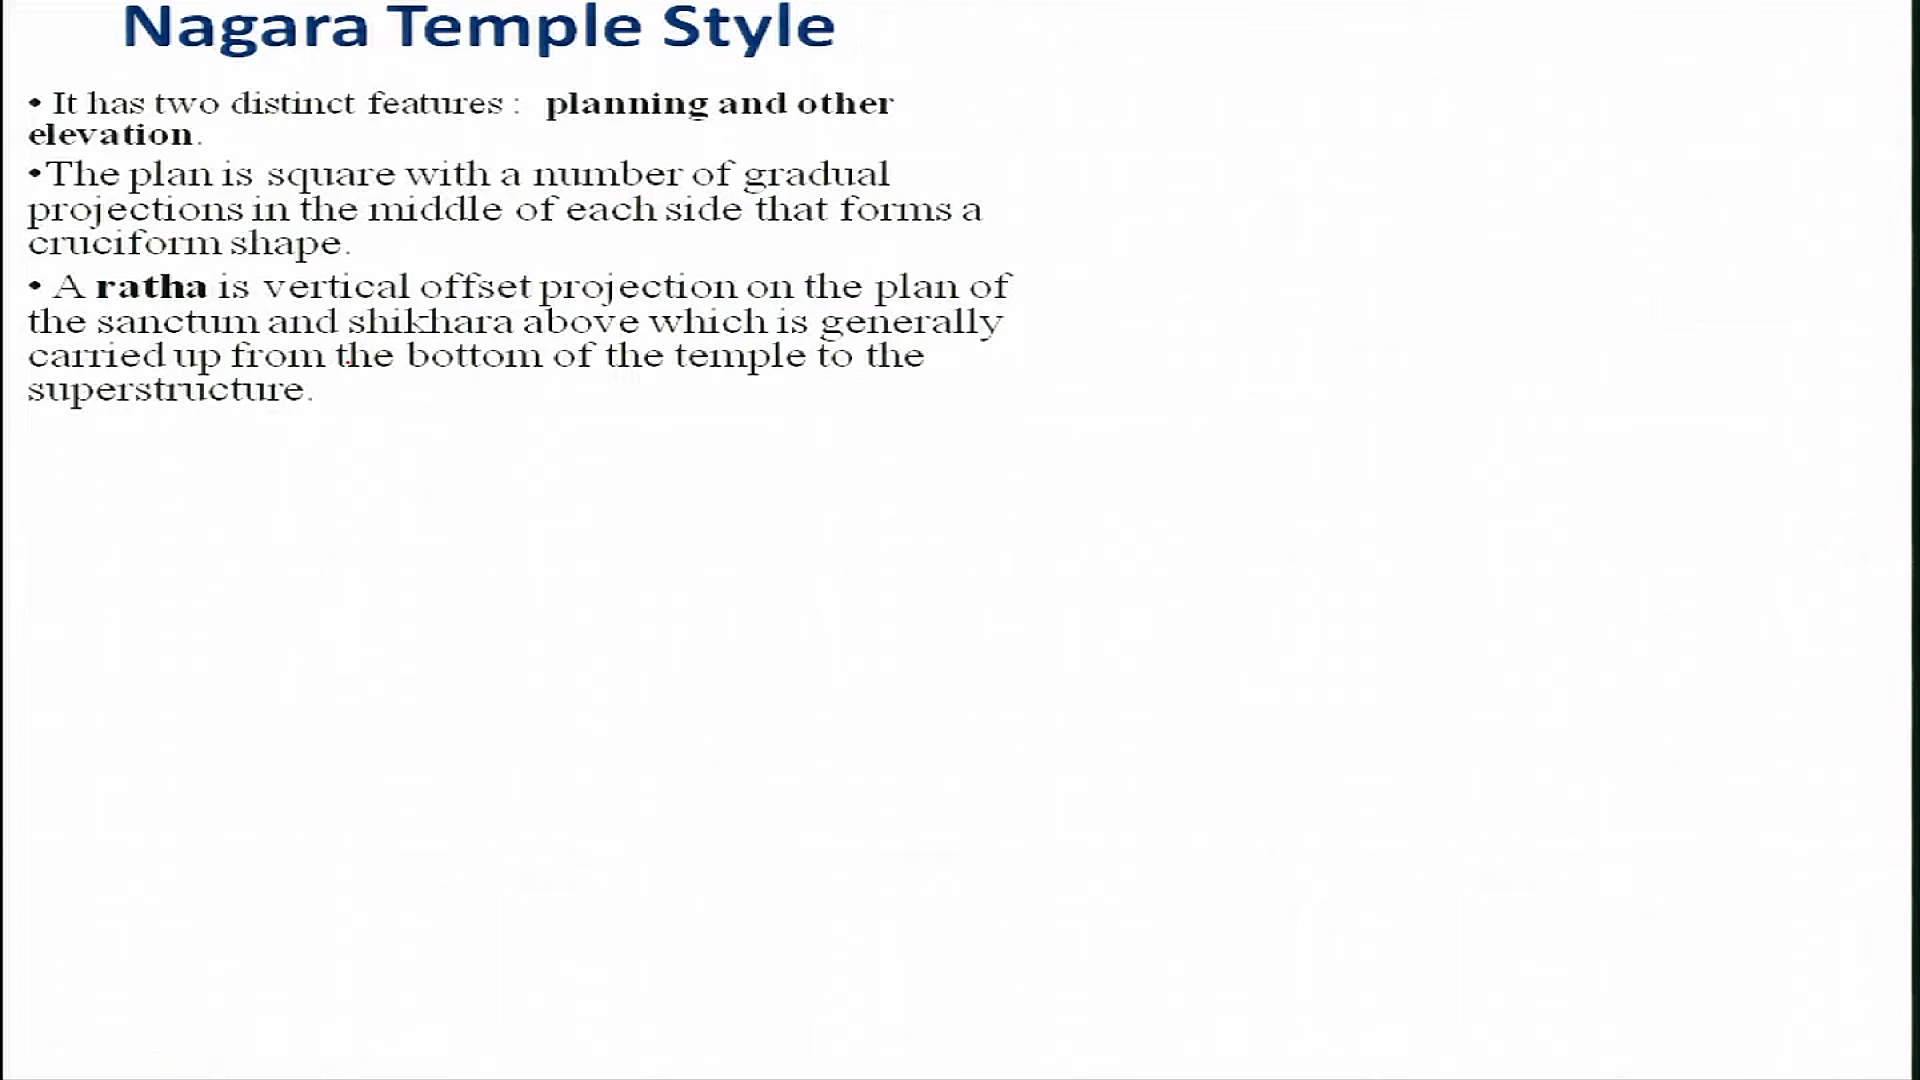 Nagara Temple Style
• It has two distinct features : planning and other
elevation.
•The plan is square with a number of gradual
projections in the middle of each side that forms a
cruciform shape.
• A ratha is vertical offset projection on the plan of
the sanctum and shikhara above which is generally
carried up from the bottom of the temple to the
superstructure.